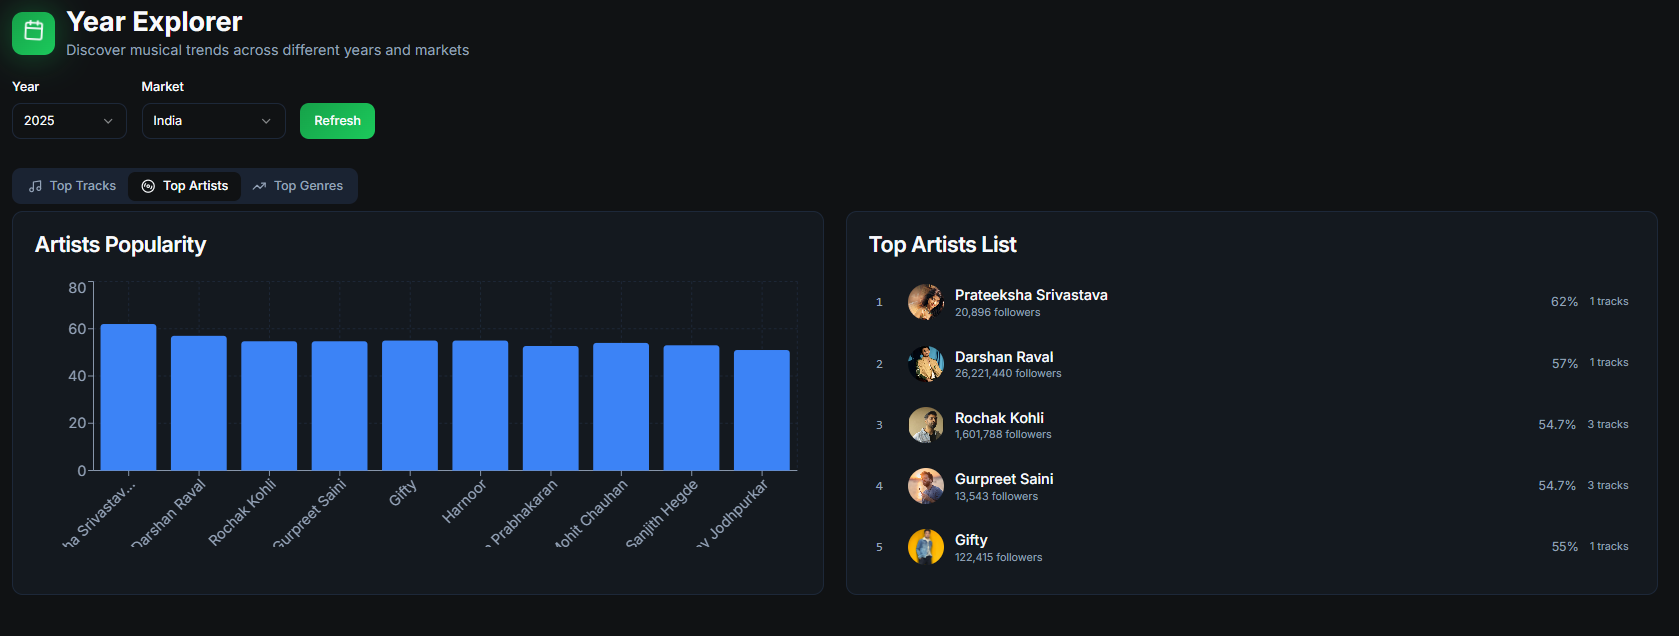 Year Explorer
Discover musical trends across different years and markets
Year
Market
2025
India
Refresh
Top Tracks
Top Artists
Top Genres
Artists Popularity
80
60
40
20
0
Srivastav...
Darshan Raval
Rochak Kohli
Gurpreet Saini
Gifty
Harnoor
Prabhakaran
Mohit Chauhan
Sanjith Hegde
Jodhpurkar
Top Artists List
1
Prateeksha Srivastava
20,896 followers
62%
1 tracks
2
Darshan Raval
26,221,440 followers
57%
1 tracks
3
Rochak Kohli
1,601,788 followers
54.7%
3 tracks
4
Gurpreet Saini
13,543 followers
54.7%
3 tracks
5
Gifty
122,415 followers
55%
1 tracks